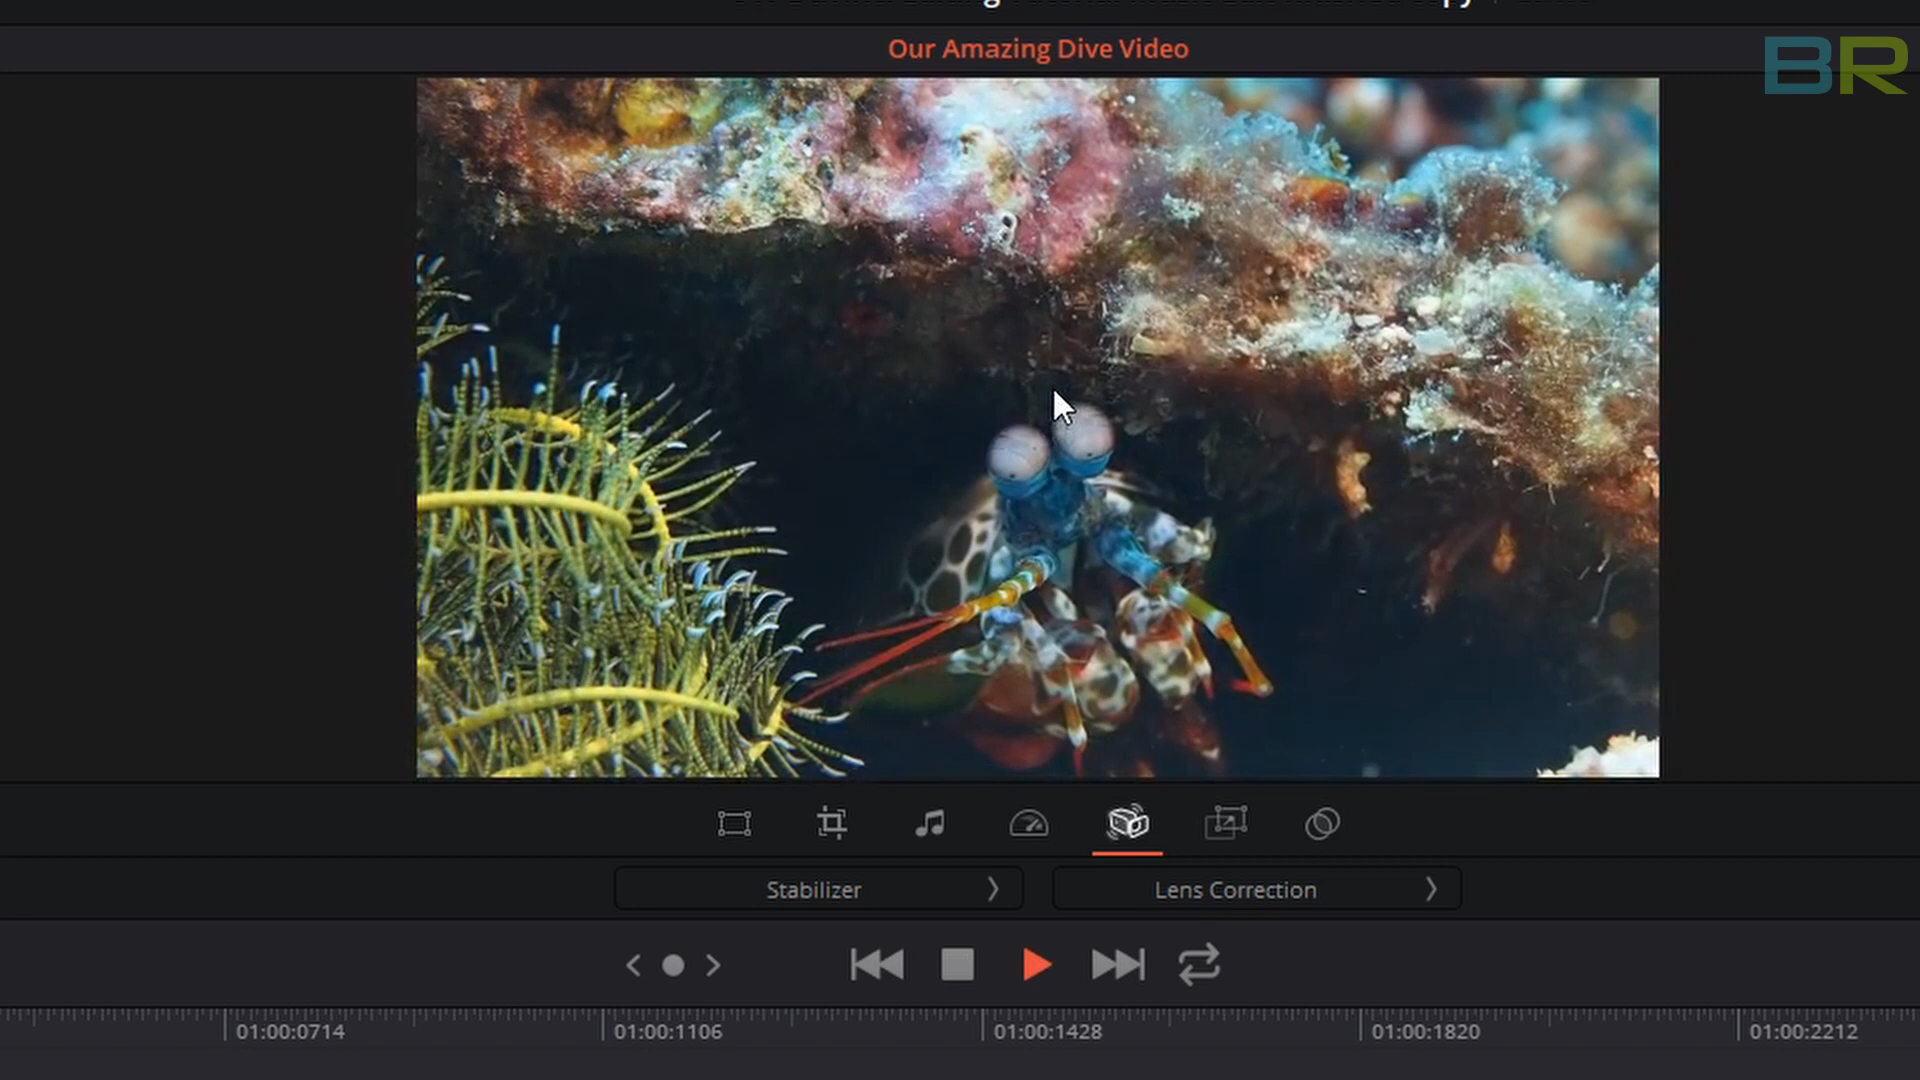 Our Amazing Dive Video
BR
Stabilizer
Lens Correction
01:00:0714
01:00:1106
01:00:1428
01:00:1820
01:00:2212